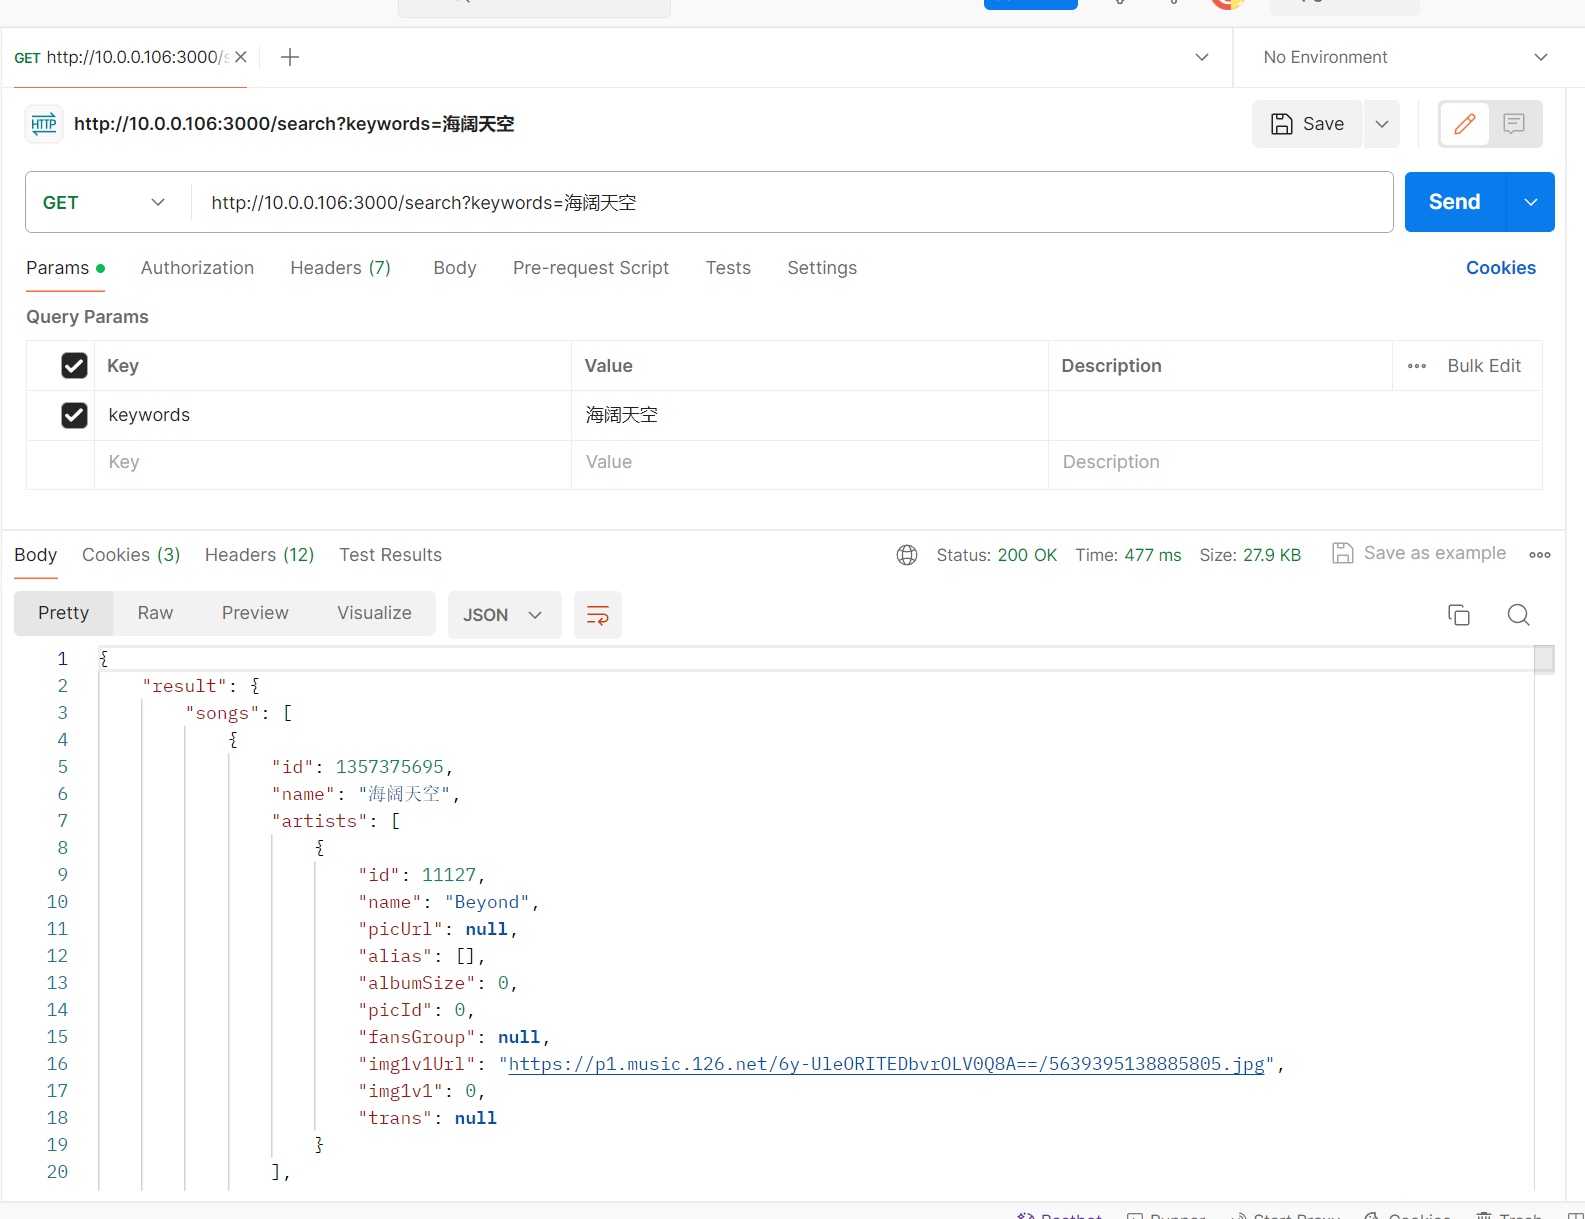 GET http://10.0.0.106:3000/s
No Environment
HTTP http://10.0.0.106:3000/search?keywords=海阔天空
Save
GET http://10.0.0.106:3000/search?keywords=海阔天空 Send
Params Authorization Headers (7) Body Pre-request Script Tests Settings Cookies
Query Params
Key Value Description Bulk Edit
keywords 海阔天空
Key Value Description
Body Cookies (3) Headers (12) Test Results Status: 200 OK Time: 477 ms Size: 27.9 KB Save as example
Pretty Raw Preview Visualize JSON
1 {
2 "result": {
3 "songs": [
4 {
5 "id": 1357375695,
6 "name": "海阔天空",
7 "artists": [
8 {
9 "id": 11127,
10 "name": "Beyond",
11 "picUrl": null,
12 "alias": [],
13 "albumSize": 0,
14 "picId": 0,
15 "fansGroup": null,
16 "img1v1Url": "https://p1.music.126.net/6y-UleORITEDbvrOLV0Q8A==/5639395138885805.jpg",
17 "img1v1": 0,
18 "trans": null
19 }
20 ],
Postbot Runner Start Proxy Cookies Trash